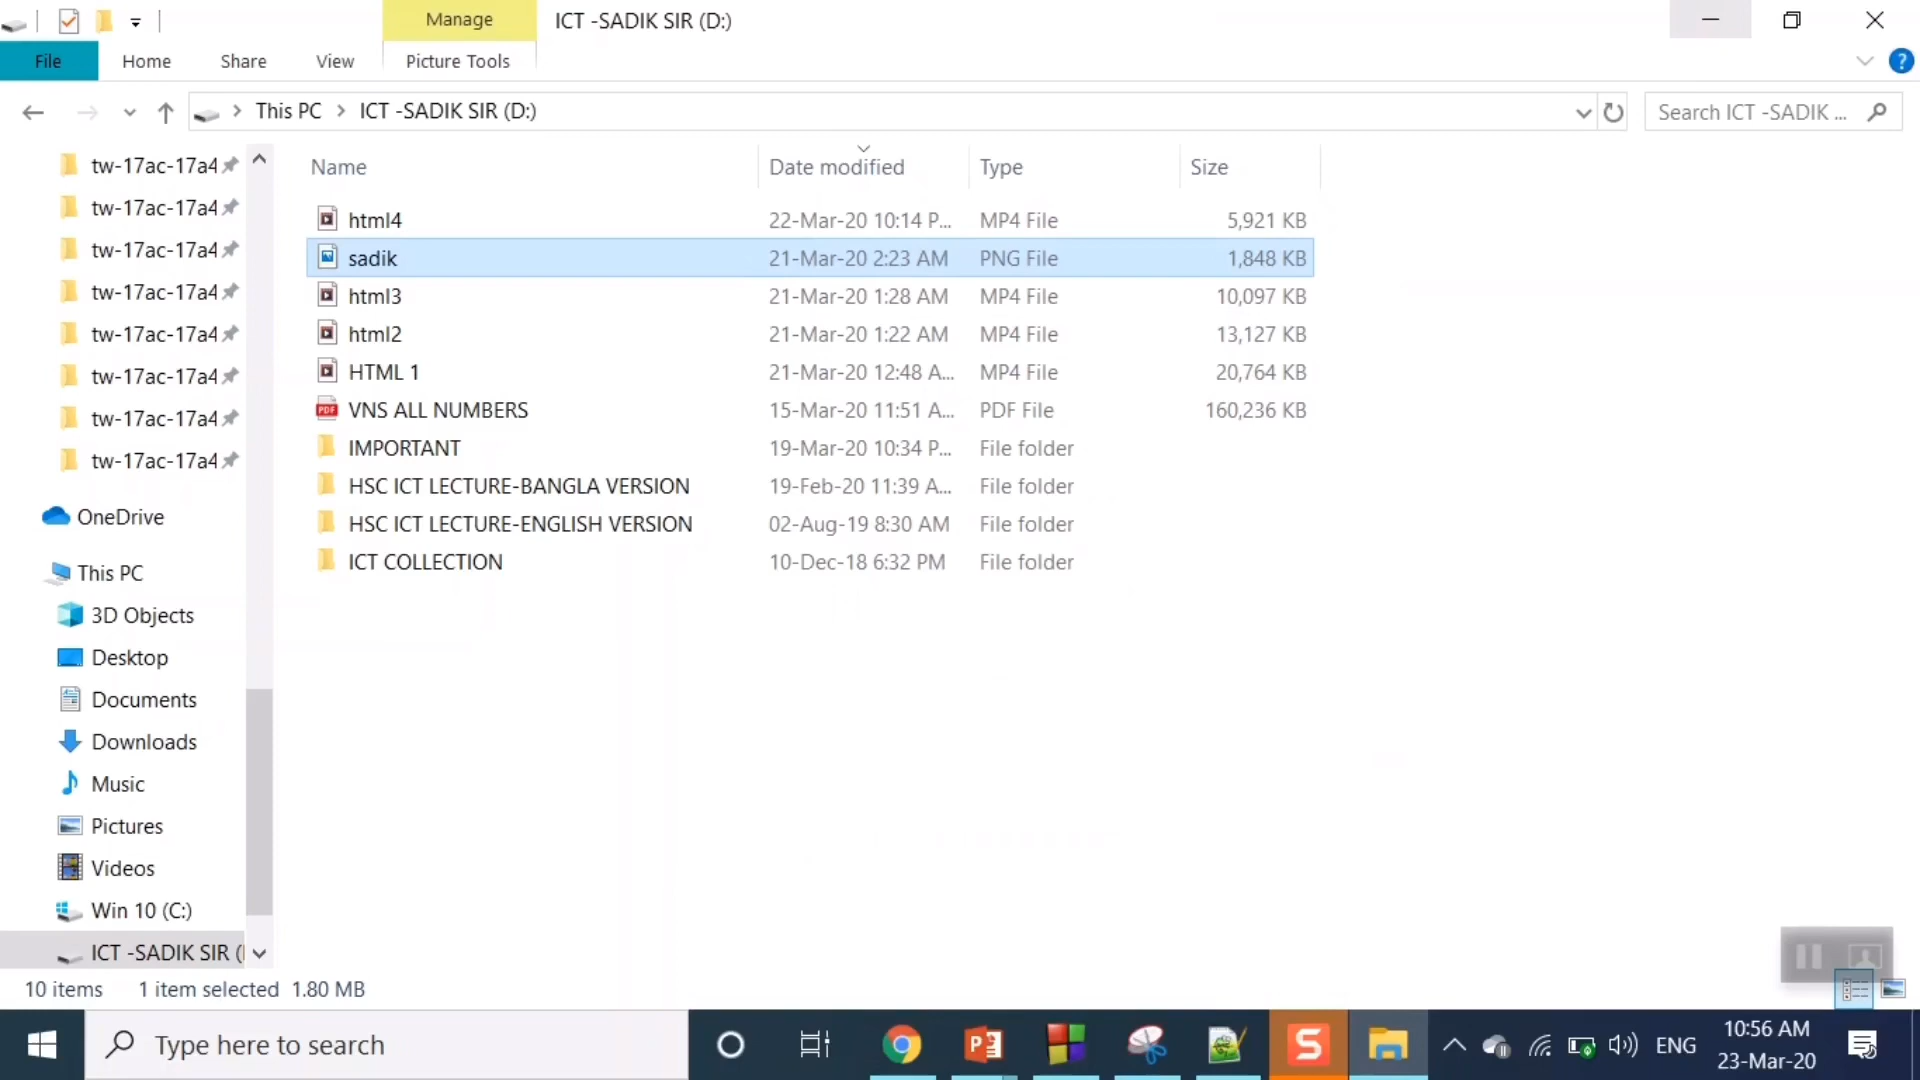 Manage
ICT -SADIK SIR (D:)
File
Home
Share
View
Picture Tools
This PC
ICT -SADIK SIR (D:)
Search ICT -SADIK ...
tw-17ac-17a4
tw-17ac-17a4
tw-17ac-17a4
tw-17ac-17a4
tw-17ac-17a4
tw-17ac-17a4
tw-17ac-17a4
tw-17ac-17a4
OneDrive
This PC
3D Objects
Desktop
Documents
Downloads
Music
Pictures
Videos
Win 10 (C:)
ICT -SADIK SIR (
Name Date modified Type Size
html4 22-Mar-20 10:14 P... MP4 File 5,921 KB
sadik 21-Mar-20 2:23 AM PNG File 1,848 KB
html3 21-Mar-20 1:28 AM MP4 File 10,097 KB
html2 21-Mar-20 1:22 AM MP4 File 13,127 KB
HTML 1 21-Mar-20 12:48 A... MP4 File 20,764 KB
VNS ALL NUMBERS 15-Mar-20 11:51 A... PDF File 160,236 KB
IMPORTANT 19-Mar-20 10:34 P... File folder
HSC ICT LECTURE-BANGLA VERSION 19-Feb-20 11:39 A... File folder
HSC ICT LECTURE-ENGLISH VERSION 02-Aug-19 8:30 AM File folder
ICT COLLECTION 10-Dec-18 6:32 PM File folder
10 items 1 item selected 1.80 MB
Type here to search
ENG
10:56 AM
23-Mar-20